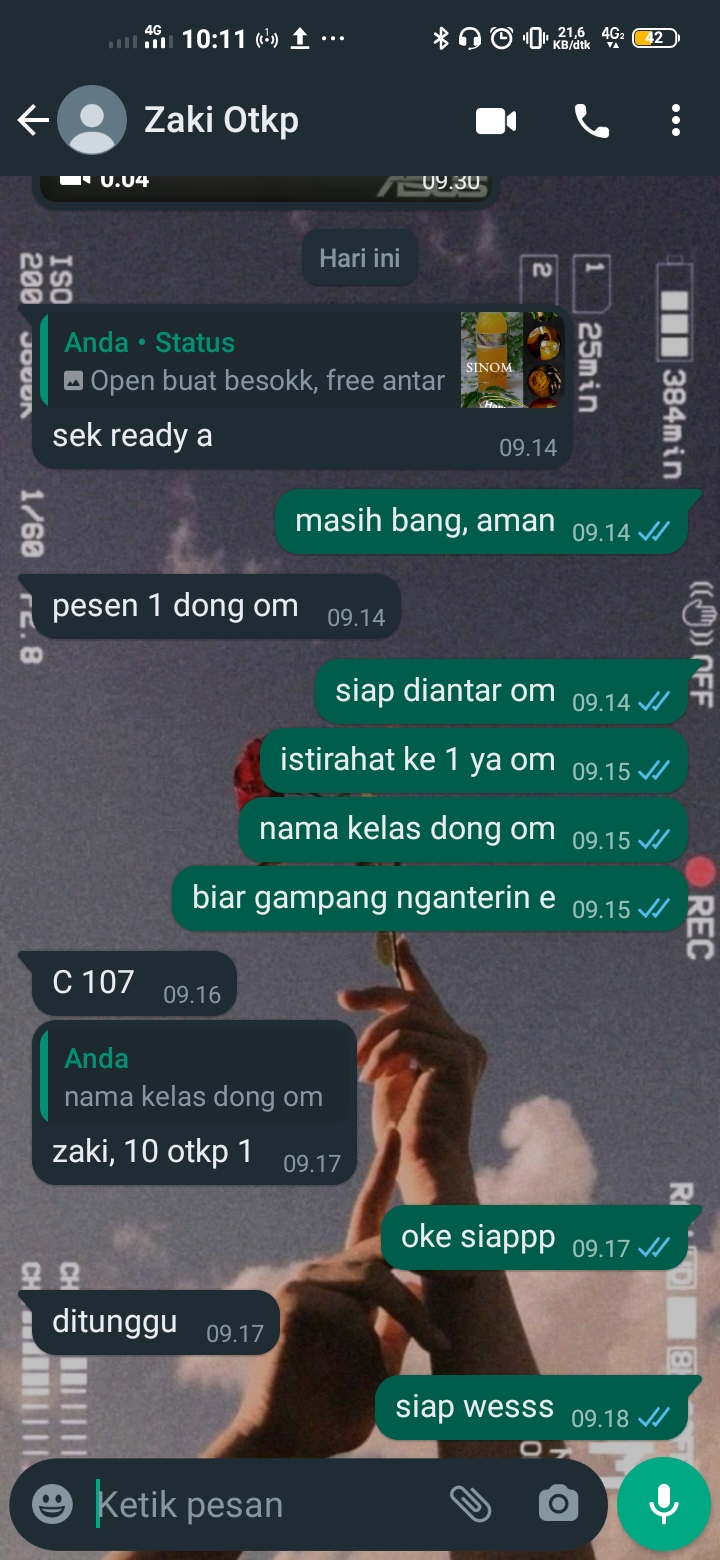 4G 10:11 ... 21,6 KB/dtk 4G2 42
Zaki Otkp
0.04 09.30
Hari ini
Anda • Status
Open buat besokk, free antar
SINOM
sek ready a 09.14
masih bang, aman 09.14
pesen 1 dong om 09.14
siap diantar om 09.14
istirahat ke 1 ya om 09.15
nama kelas dong om 09.15
biar gampang nganterin e 09.15
C 107 09.16
Anda
nama kelas dong om
zaki, 10 otkp 1 09.17
oke siappp 09.17
ditunggu 09.17
siap wesss 09.18
Ketik pesan
ISO
200
1/60
2
1
25min
384min
OFF
REC